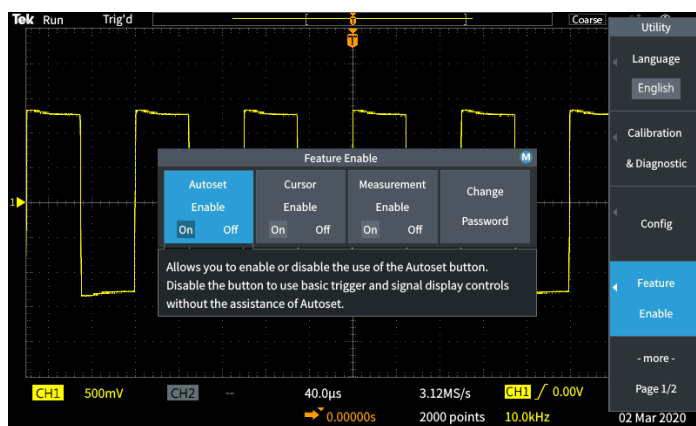 Tek Run Trig'd Coarse
T
Utility
Language
English
Calibration
& Diagnostic
Config
Feature
Enable
- more -
Page 1/2
1
Feature Enable M
Autoset
Enable
On Off
Cursor
Enable
On Off
Measurement
Enable
On Off
Change
Password
Allows you to enable or disable the use of the Autoset button.
Disable the button to use basic trigger and signal display controls
without the assistance of Autoset.
CH1 500mV CH2 -- 40.0µs 3.12MS/s CH1 0.00V
0.00000s 2000 points 10.0kHz 02 Mar 2020